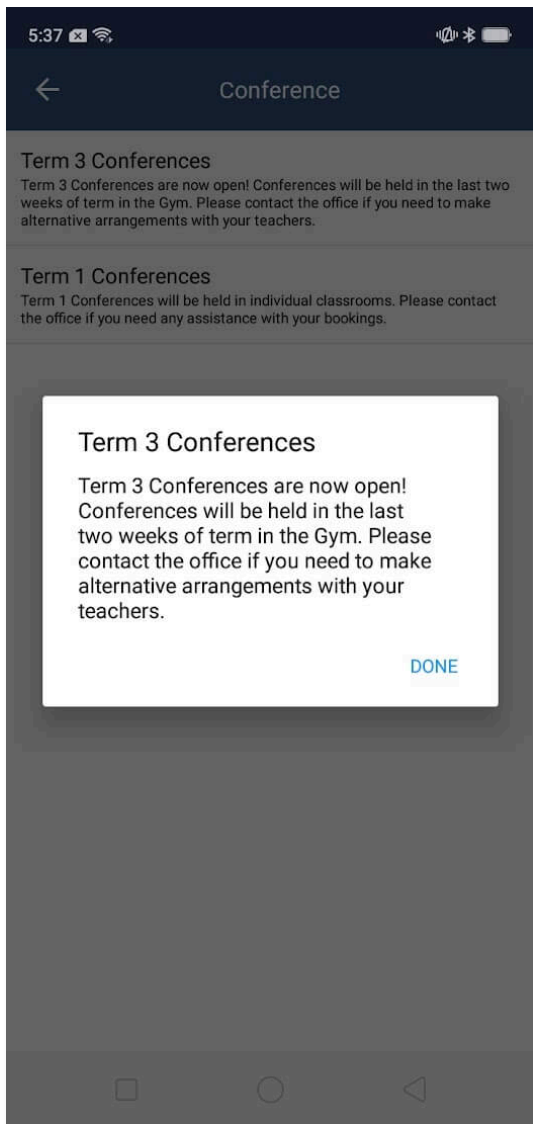 5:37
Conference
Term 3 Conferences
Term 3 Conferences are now open! Conferences will be held in the last two
weeks of term in the Gym. Please contact the office if you need to make
alternative arrangements with your teachers.
Term 1 Conferences
Term 1 Conferences will be held in individual classrooms. Please contact
the office if you need any assistance with your bookings.
Term 3 Conferences
Term 3 Conferences are now open!
Conferences will be held in the last
two weeks of term in the Gym. Please
contact the office if you need to make
alternative arrangements with your
teachers.
DONE